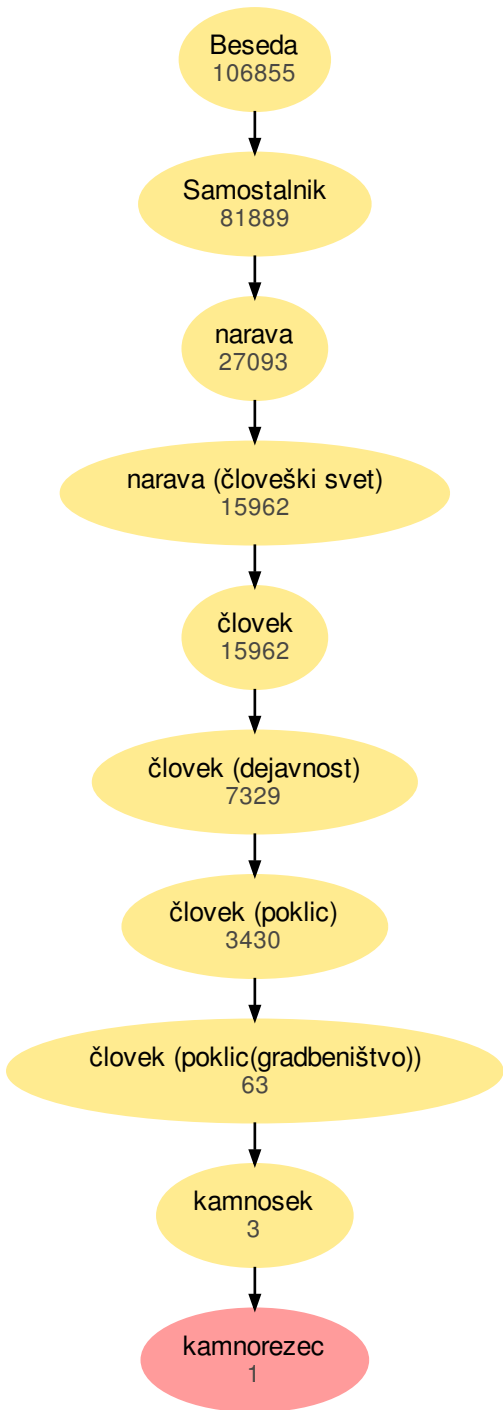 Beseda
106855
Samostalnik
81889
narava
27093
narava (človeški svet)
15962
človek
15962
človek (dejavnost)
7329
človek (poklic)
3430
človek (poklic(gradbeništvo))
63
kamnosek
3
kamnorezec
1